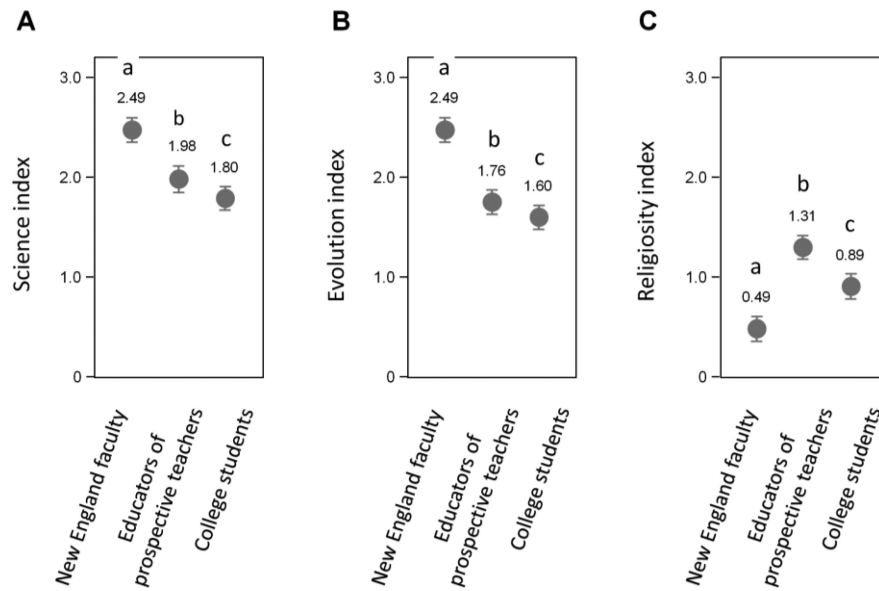 A
Science index
3.0
2.0
1.0
0
a
2.49
b
1.98
c
1.80
New England faculty
Educators of
prospective teachers
College students
B
Evolution index
3.0
2.0
1.0
0
a
2.49
b
1.76
c
1.60
New England faculty
Educators of
prospective teachers
College students
C
Religiosity index
3.0
2.0
1.0
0
a
0.49
b
1.31
c
0.89
New England faculty
Educators of
prospective teachers
College students